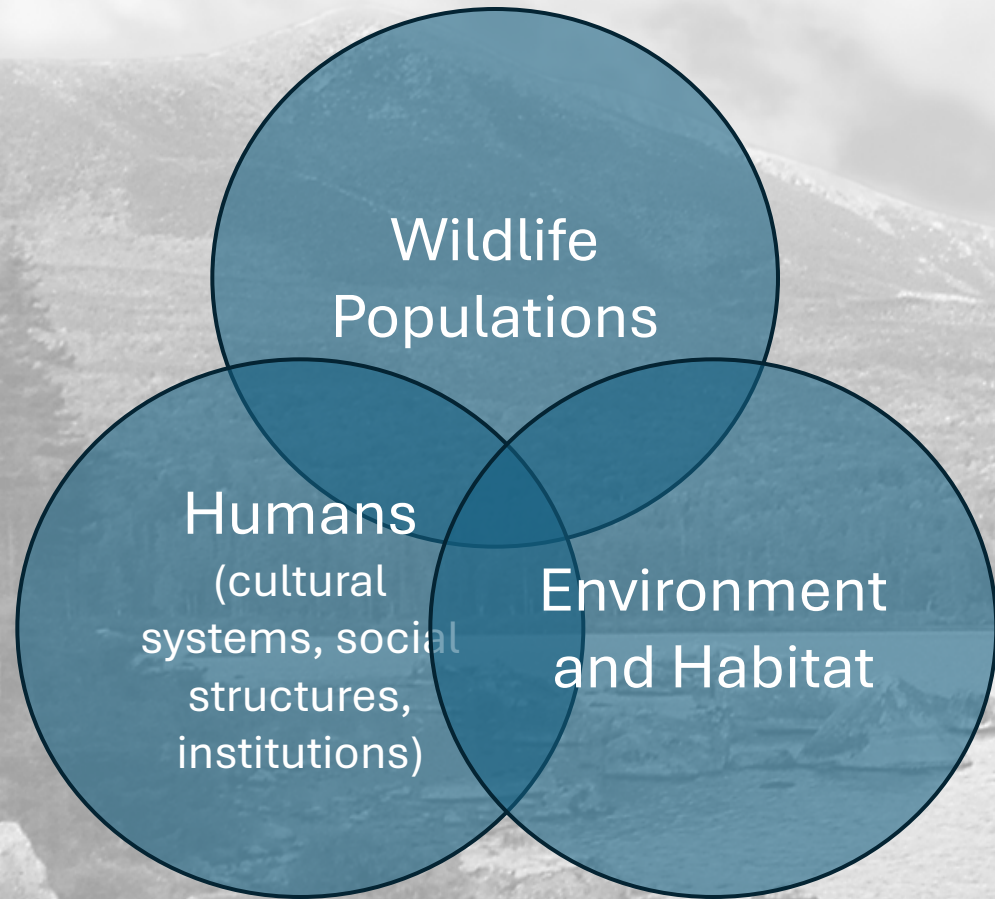 Wildlife
Populations
Humans
(cultural
systems, social
structures,
institutions)
Environment
and Habitat